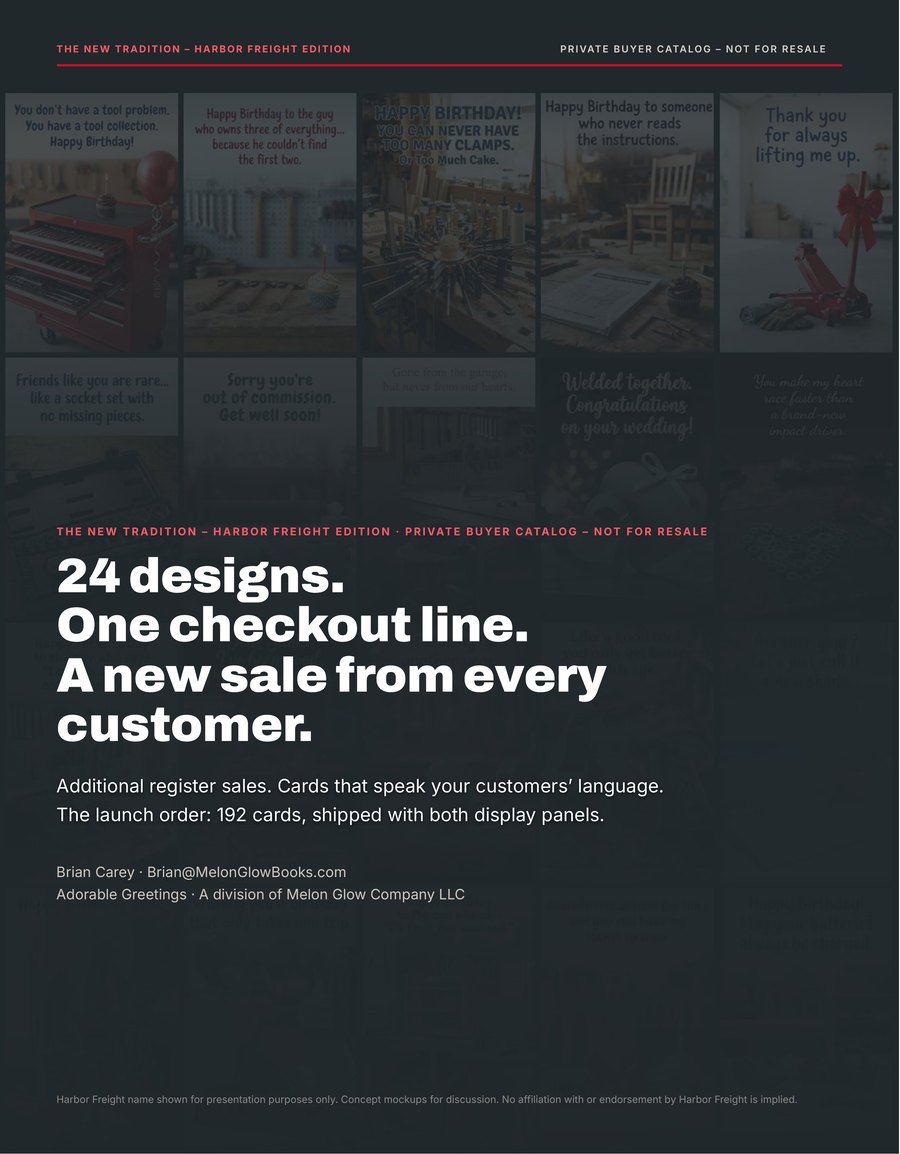 THE NEW TRADITION – HARBOR FREIGHT EDITION
PRIVATE BUYER CATALOG – NOT FOR RESALE
You don't have a tool problem.
You have a tool collection.
Happy Birthday!
Happy Birthday to the guy
who owns three of everything...
because he couldn't find
the first two.
HAPPY BIRTHDAY!
YOU CAN NEVER HAVE
TOO MANY CLAMPS.
Or Too Much Cake.
Happy Birthday to someone
who never reads
the instructions.
Thank you
for always
lifting me up.
Friends like you are rare...
like a socket set with
no missing pieces.
Sorry you're
out of commission.
Get well soon!
Gone from the garage,
but never from our hearts.
Welded together.
Congratulations
on your wedding!
You make my heart
race faster than
a brand-new
impact driver.
THE NEW TRADITION – HARBOR FREIGHT EDITION · PRIVATE BUYER CATALOG – NOT FOR RESALE
24 designs.
One checkout line.
A new sale from every
customer.
Additional register sales. Cards that speak your customers’ language.
The launch order: 192 cards, shipped with both display panels.
Brian Carey · Brian@MelonGlowBooks.com
Adorable Greetings · A division of Melon Glow Company LLC
Harbor Freight name shown for presentation purposes only. Concept mockups for discussion. No affiliation with or endorsement by Harbor Freight is implied.